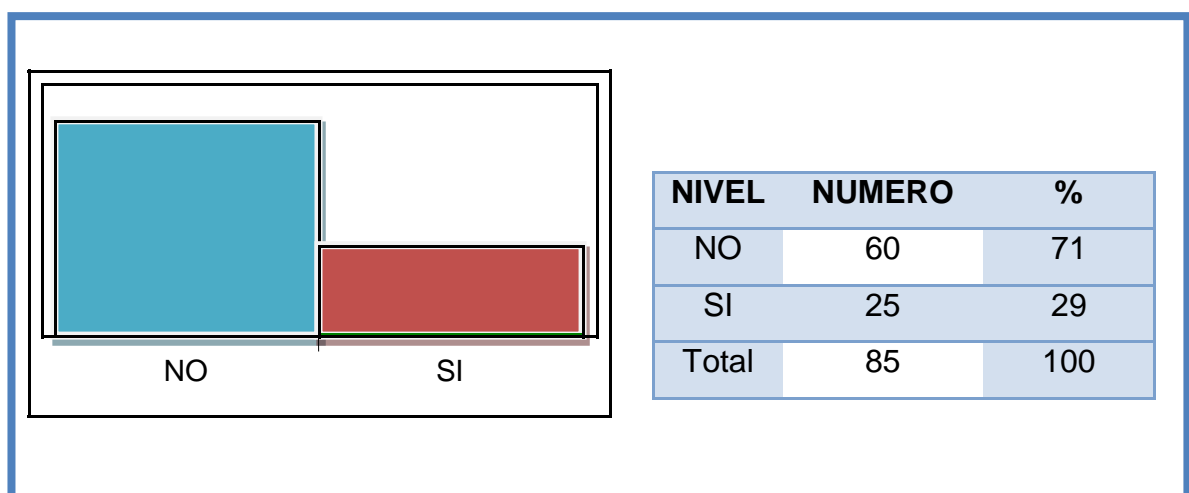 NO SI
NIVEL NUMERO %
NO 60 71
SI 25 29
Total 85 100